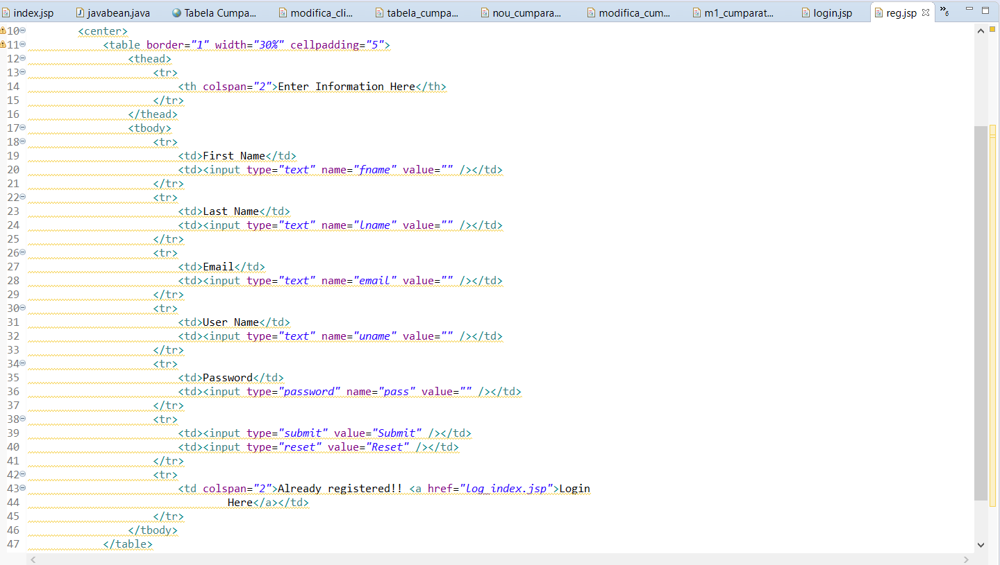 index.jsp javabean.java Tabela Cumpa... modifica_cli... tabela_cumpa... nou_cumpara... modifica_cum... m1_cumparat... login.jsp reg.jsp »6
10 <center>
11 <table border="1" width="30%" cellpadding="5">
12 <thead>
13 <tr>
14 <th colspan="2">Enter Information Here</th>
15 </tr>
16 </thead>
17 <tbody>
18 <tr>
19 <td>First Name</td>
20 <td><input type="text" name="fname" value="" /></td>
21 </tr>
22 <tr>
23 <td>Last Name</td>
24 <td><input type="text" name="lname" value="" /></td>
25 </tr>
26 <tr>
27 <td>Email</td>
28 <td><input type="text" name="email" value="" /></td>
29 </tr>
30 <tr>
31 <td>User Name</td>
32 <td><input type="text" name="uname" value="" /></td>
33 </tr>
34 <tr>
35 <td>Password</td>
36 <td><input type="password" name="pass" value="" /></td>
37 </tr>
38 <tr>
39 <td><input type="submit" value="Submit" /></td>
40 <td><input type="reset" value="Reset" /></td>
41 </tr>
42 <tr>
43 <td colspan="2">Already registered!! <a href="log_index.jsp">Login
44 Here</a></td>
45 </tr>
46 </tbody>
47 </table>